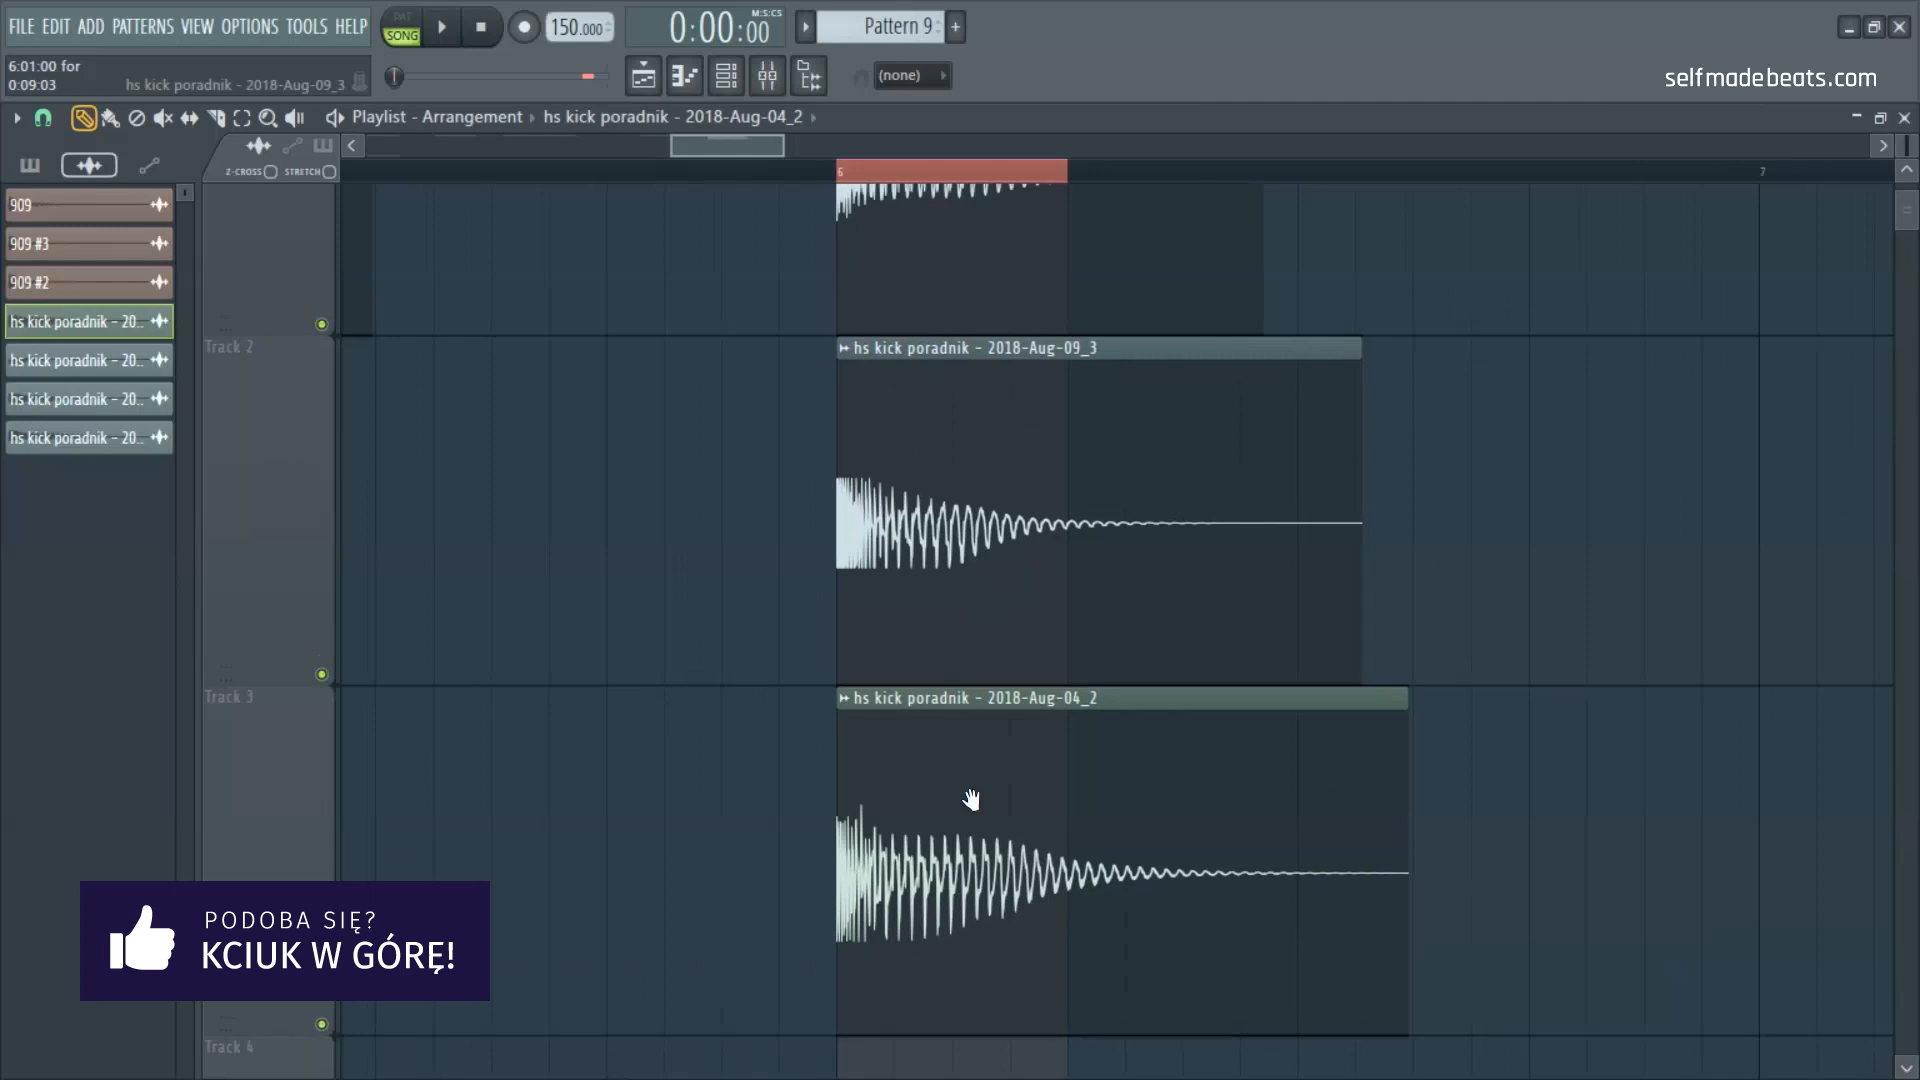 FILE EDIT ADD PATTERNS VIEW OPTIONS TOOLS HELP
PAT
SONG
150.000
M:S:CS
0:00:00
Pattern 9
6:01:00 for
0:09:03
hs kick poradnik - 2018-Aug-09_3
(none)
selfmadebeats.com
Playlist - Arrangement
hs kick poradnik - 2018-Aug-04_2
Z-CROSS
STRETCH
6
7
909
909 #3
909 #2
hs kick poradnik - 20..
hs kick poradnik - 20..
hs kick poradnik - 20..
hs kick poradnik - 20..
Track 2
hs kick poradnik - 2018-Aug-09_3
Track 3
hs kick poradnik - 2018-Aug-04_2
PODOBA SIĘ?
KCIUK W GÓRĘ!
Track 4